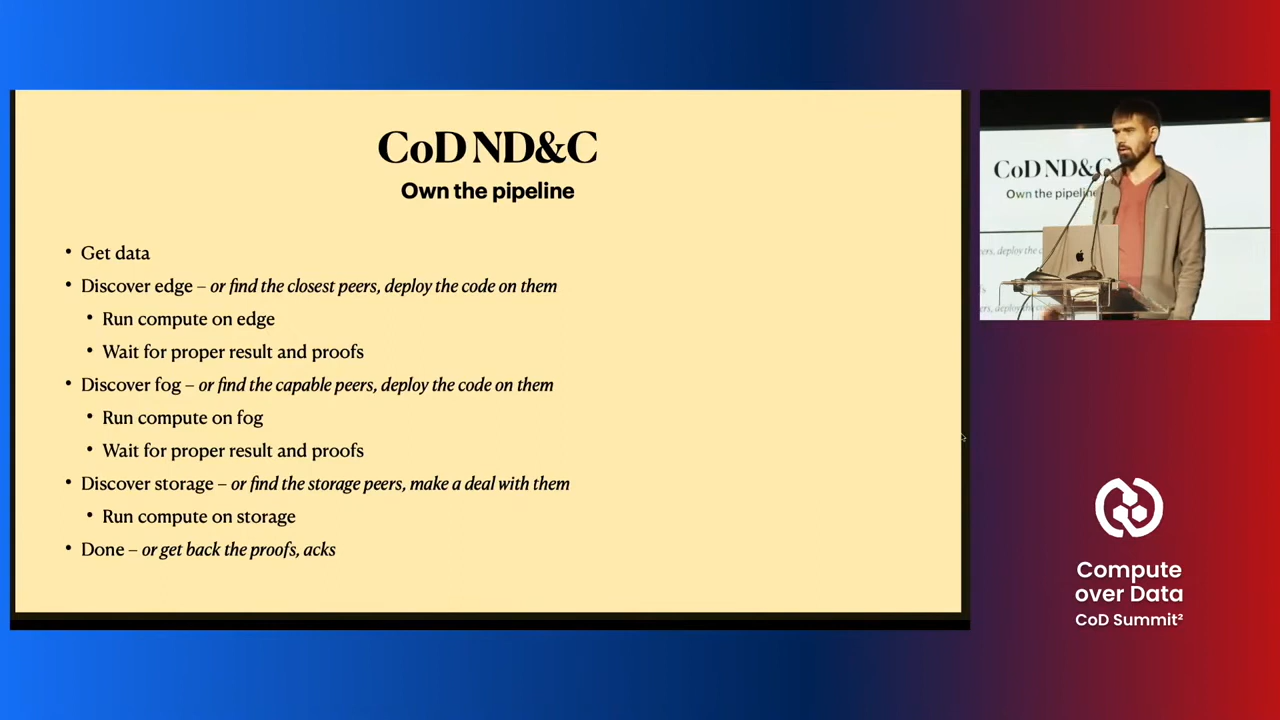 CoD ND&C
Own the pipeline
• Get data
• Discover edge – or find the closest peers, deploy the code on them
• Run compute on edge
• Wait for proper result and proofs
• Discover fog – or find the capable peers, deploy the code on them
• Run compute on fog
• Wait for proper result and proofs
• Discover storage – or find the storage peers, make a deal with them
• Run compute on storage
• Done – or get back the proofs, acks
CoD ND&C
Own the pipeline
Compute
over Data
CoD Summit²